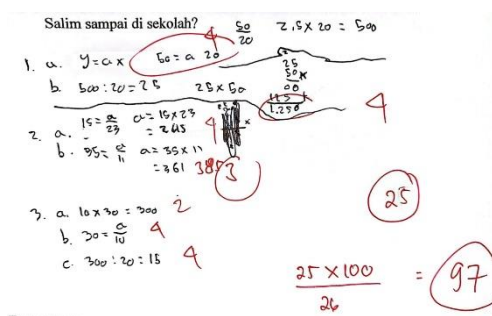 Salim sampai di sekolah?
50/20 2,5 x 20 = 500
1. a. y = ax 50 = a 20 4
b. 500 : 20 = 25 25 x 50
25
50 x
00
125 x
1.250 4
2. a. 15 = a/23 a = 15 x 23
= 245 4
b. 35 = a/11 a = 35 x 11
= 361 385 3
25
3. a. 10 x 30 = 300 2
b. 30 = a/10 4
c. 300 : 20 = 15 4
25 x 100 / 26 = 97